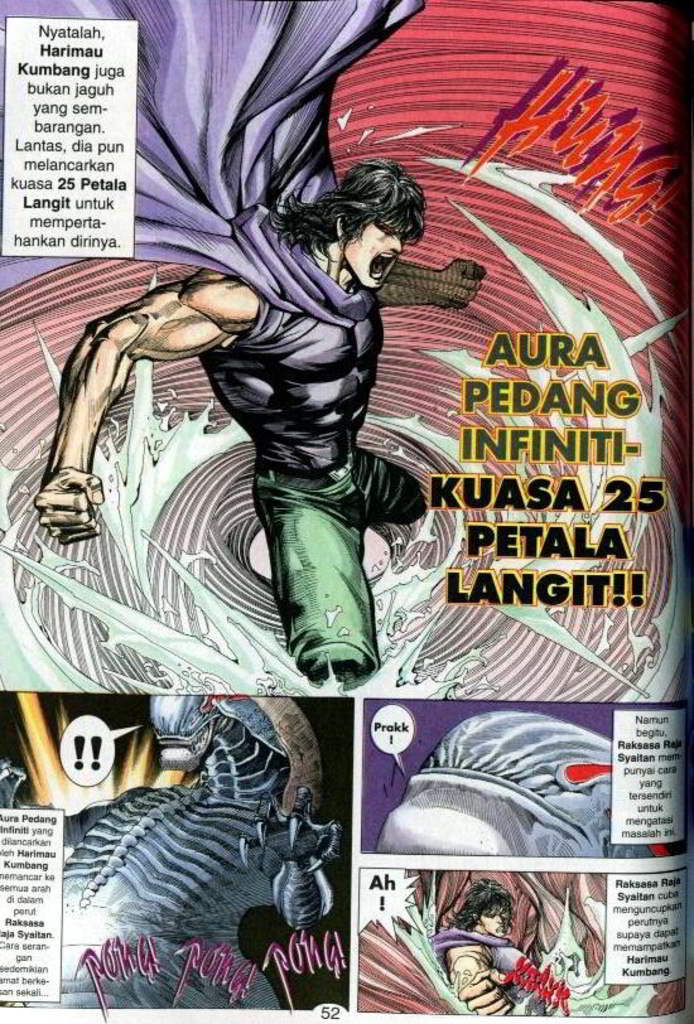 Nyatalah,
Harimau
Kumbang juga
bukan jaguh
yang sem-
barangan.
Lantas, dia pun
melancarkan
kuasa 25 Petala
Langit untuk
memperta-
hankan dirinya.
HUNG!
AURA
PEDANG
INFINITI-
KUASA 25
PETALA
LANGIT!!
!!
Aura Pedang
Infiniti yang
dilancarkan
oleh Harimau
Kumbang
memancar ke
semua arah
di dalam
perut
Raksasa
Raja Syaitan.
Cara seran-
gan
sedemikian
amat berke-
san sekali...
PONG! PONG! PONG!
Prakk
!
Namun
begitu,
Raksasa Raja
Syaitan mem-
punyai cara
yang
tersendiri
untuk
mengatasi
masalah ini.
Ah
!
Raksasa Raja
Syaitan cuba
menguncupkan
perutnya
supaya dapat
memampatkan
Harimau
Kumbang.
52